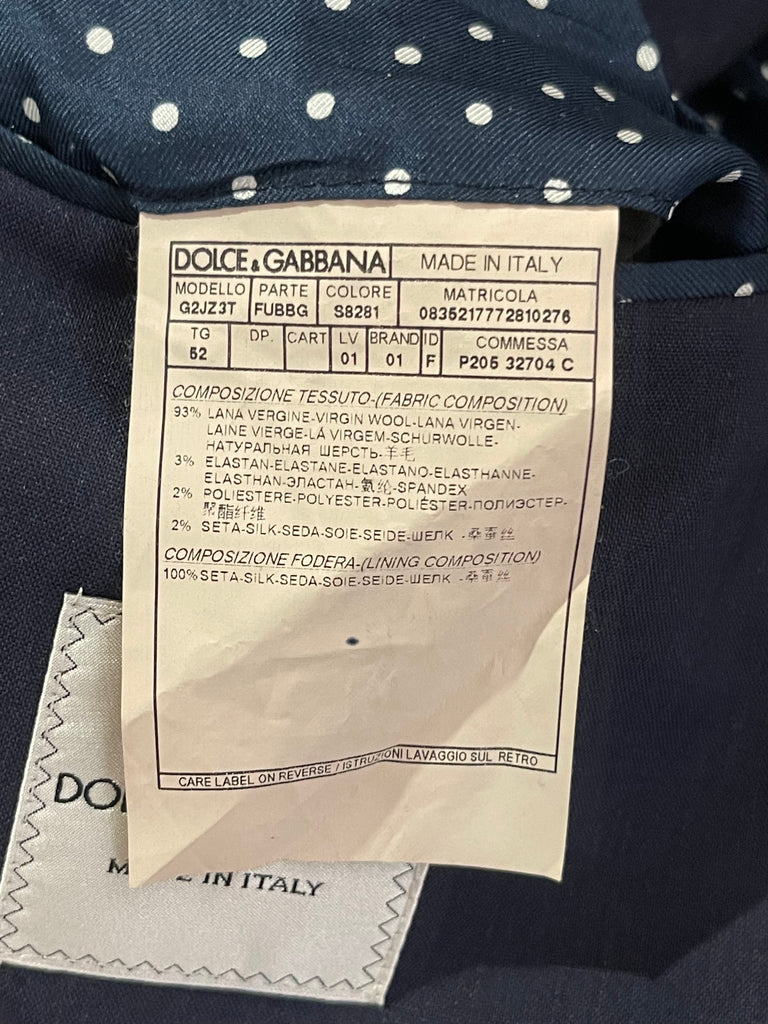 DOLCE & GABBANA MADE IN ITALY
MODELLO PARTE COLORE MATRICOLA
G2JZ3T FUBBG S8281 0835217772810276
TG DP. CART LV BRAND ID COMMESSA
52 01 01 F P205 32704 C
COMPOSIZIONE TESSUTO-(FABRIC COMPOSITION)
93% LANA VERGINE-VIRGIN WOOL-LANA VIRGEN-
LAINE VIERGE-LÁ VIRGEM-SCHURWOLLE-
НАТУРАЛЬНАЯ ШЕРСТЬ-羊毛
3% ELASTAN-ELASTANE-ELASTANO-ELASTHANNE-
ELASTHAN-ЭЛАСТАН-氨纶-SPANDEX
2% POLIESTERE-POLYESTER-POLIÉSTER-ПОЛИЭСТЕР-
聚酯纤维
2% SETA-SILK-SEDA-SOIE-SEIDE-ШЕЛК -桑蚕丝
COMPOSIZIONE FODERA-(LINING COMPOSITION)
100% SETA-SILK-SEDA-SOIE-SEIDE-ШЕЛК -桑蚕丝
CARE LABEL ON REVERSE / ISTRUZIONI LAVAGGIO SUL RETRO
DOL
IN ITALY